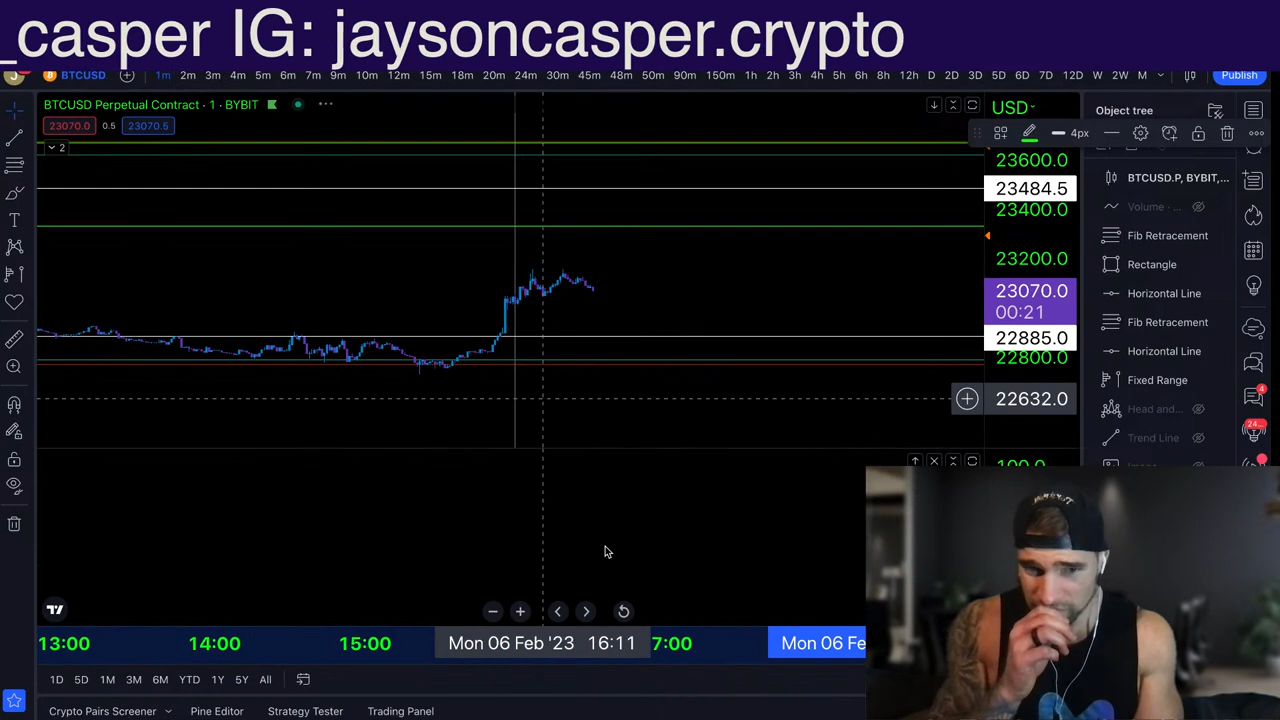 _casper IG: jaysoncasper.crypto
J BTCUSD 1m 2m 3m 4m 5m 6m 7m 9m 10m 12m 15m 18m 20m 24m 30m 45m 48m 50m 90m 150m 1h 2h 3h 4h 5h 6h 8h 12h D 2D 3D 4D 5D 6D 7D 12D W 2W M Publish
BTCUSD Perpetual Contract · 1 · BYBIT
USD
Object tree
23070.0 0.5 23070.5
4px
2
23600.0
BTCUSD.P, BYBIT,...
23484.5
Volume · ...
23400.0
Fib Retracement
23200.0
Rectangle
23070.0
00:21
Horizontal Line
Fib Retracement
22885.0
22800.0
Horizontal Line
Fixed Range
22632.0
4
Head and...
24...
Trend Line
100.0
13:00 14:00 15:00 Mon 06 Feb '23 16:11 7:00 Mon 06 Fe
1D 5D 1M 3M 6M YTD 1Y 5Y All
Crypto Pairs Screener Pine Editor Strategy Tester Trading Panel